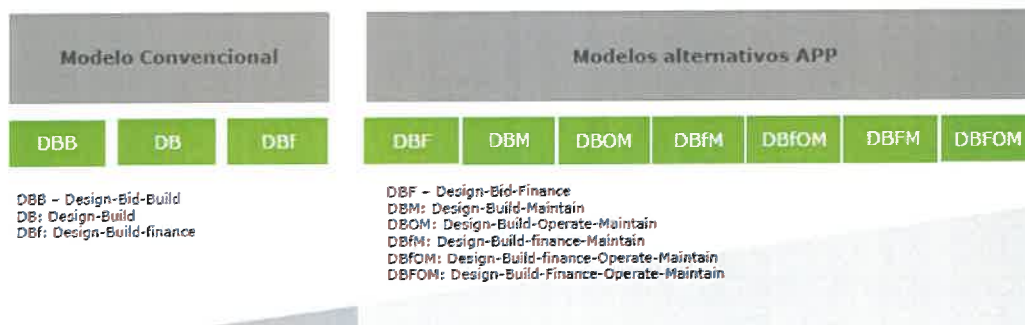 Modelo Convencional
Modelos alternativos APP
DBB DB DBf
DBF DBM DBOM DBfM DBfOM DBFM DBFOM
DBB – Design-Bid-Build
DB: Design-Build
DBf: Design-Build-finance
DBF – Design-Bid-Finance
DBM: Design-Build-Maintain
DBOM: Design-Build-Operate-Maintain
DBfM: Design-Build-finance-Maintain
DBfOM: Design-Build-finance-Operate-Maintain
DBFOM: Design-Build-Finance-Operate-Maintain